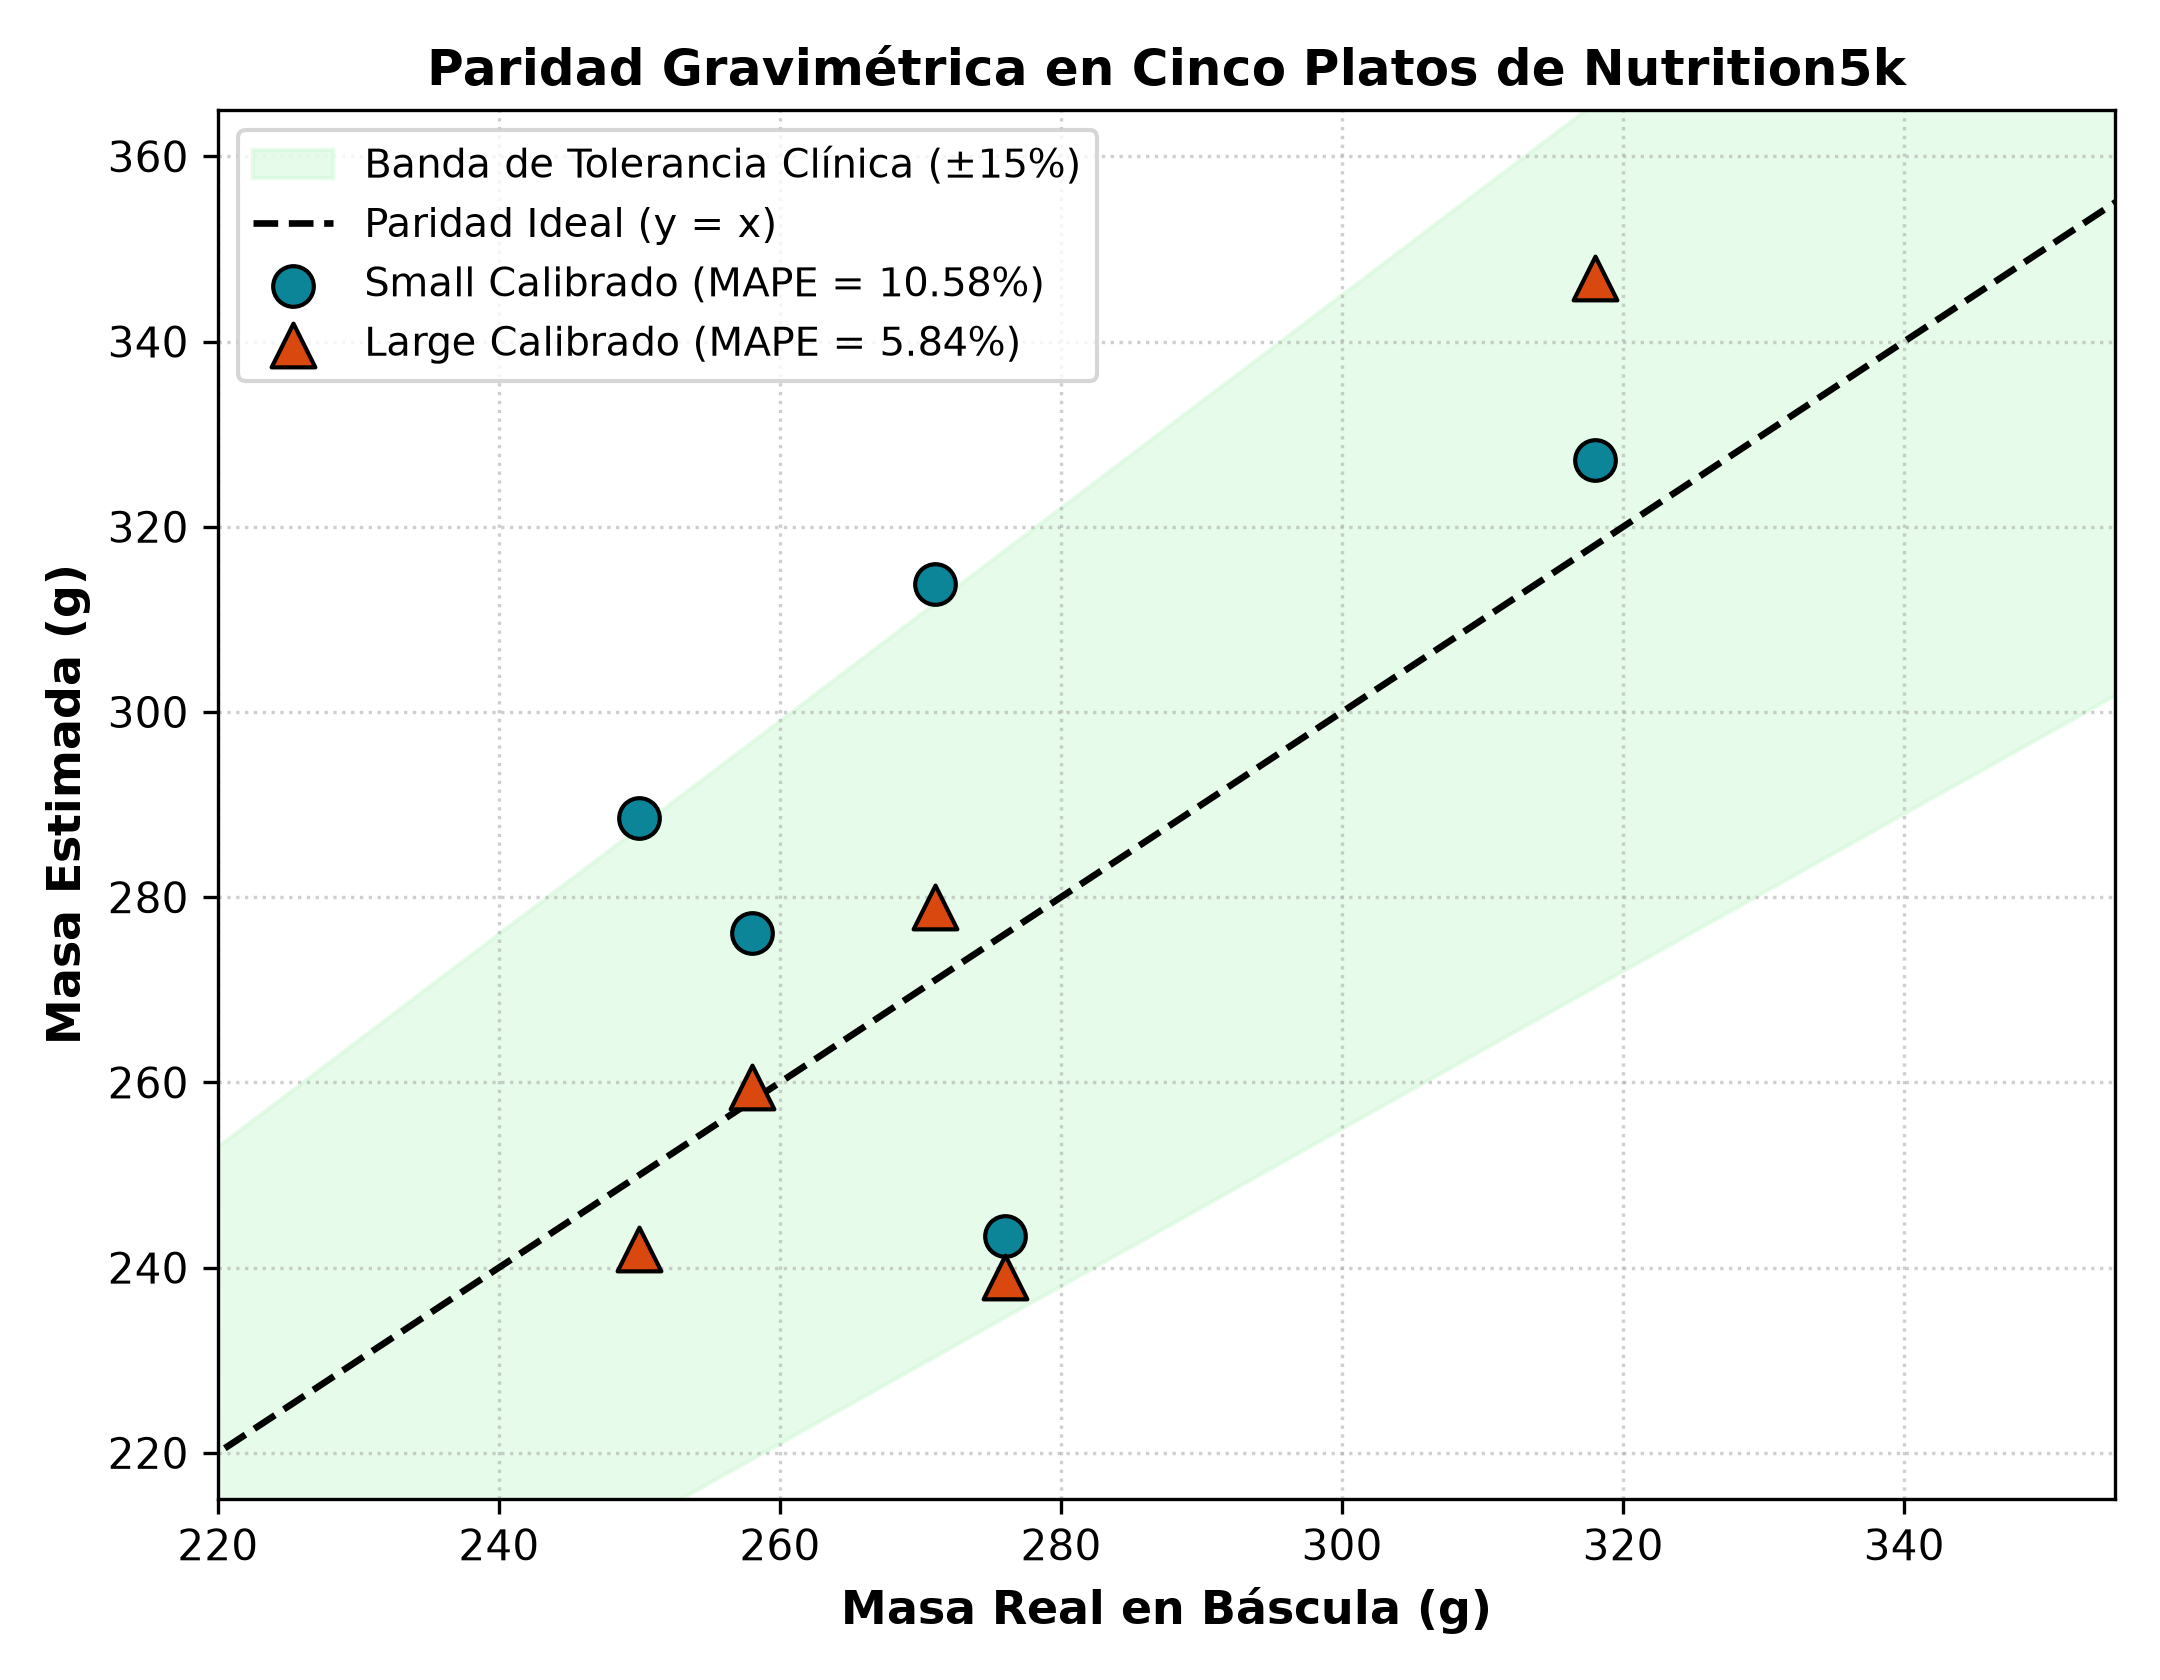 Paridad Gravimétrica en Cinco Platos de Nutrition5k
Banda de Tolerancia Clínica (±15%)
Paridad Ideal (y = x)
Small Calibrado (MAPE = 10.58%)
Large Calibrado (MAPE = 5.84%)
360
340
320
300
280
260
240
220
Masa Estimada (g)
220 240 260 280 300 320 340
Masa Real en Báscula (g)